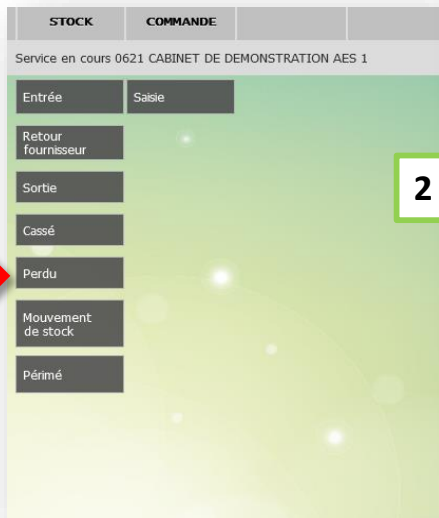 STOCK COMMANDE
Service en cours 0621 CABINET DE DEMONSTRATION AES 1
Entrée Saisie
Retour
fournisseur
Sortie
2
Cassé
Perdu
Mouvement
de stock
Périmé